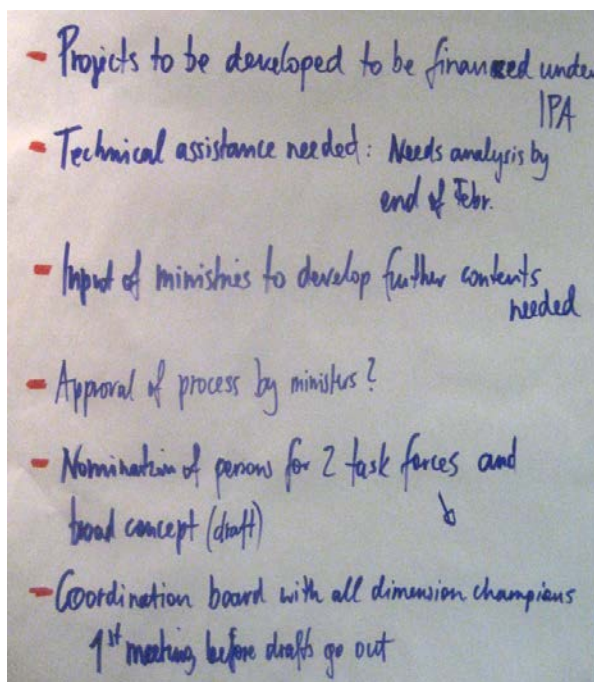 - Projects to be developed to be financed under
IPA
- Technical assistance needed: Needs analysis by
end of Febr.
- Input of ministries to develop further contents
needed
- Approval of process by ministers?
- Nomination of persons for 2 task forces and
broad concept (draft)
- Coordination board with all dimension champions
1st meeting before drafts go out